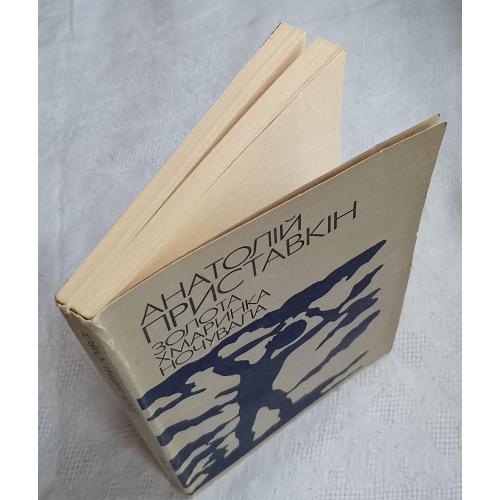 АНАТОЛІЙ
ПРИСТАВКІН
ЗОЛОТА
ХМАРИНКА
НОЧУВАЛА